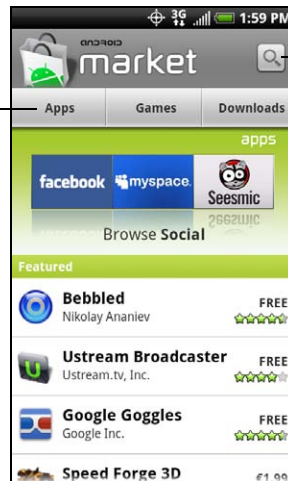 3G 1:59 PM
ANDROID
market
Apps Games Downloads
apps
facebook myspace. Seesmic
Browse Social
Featured
Bebbled FREE
Nikolay Ananiev
Ustream Broadcaster FREE
Ustream.tv, Inc.
Google Goggles FREE
Google Inc.
Speed Forge 3D €1.99